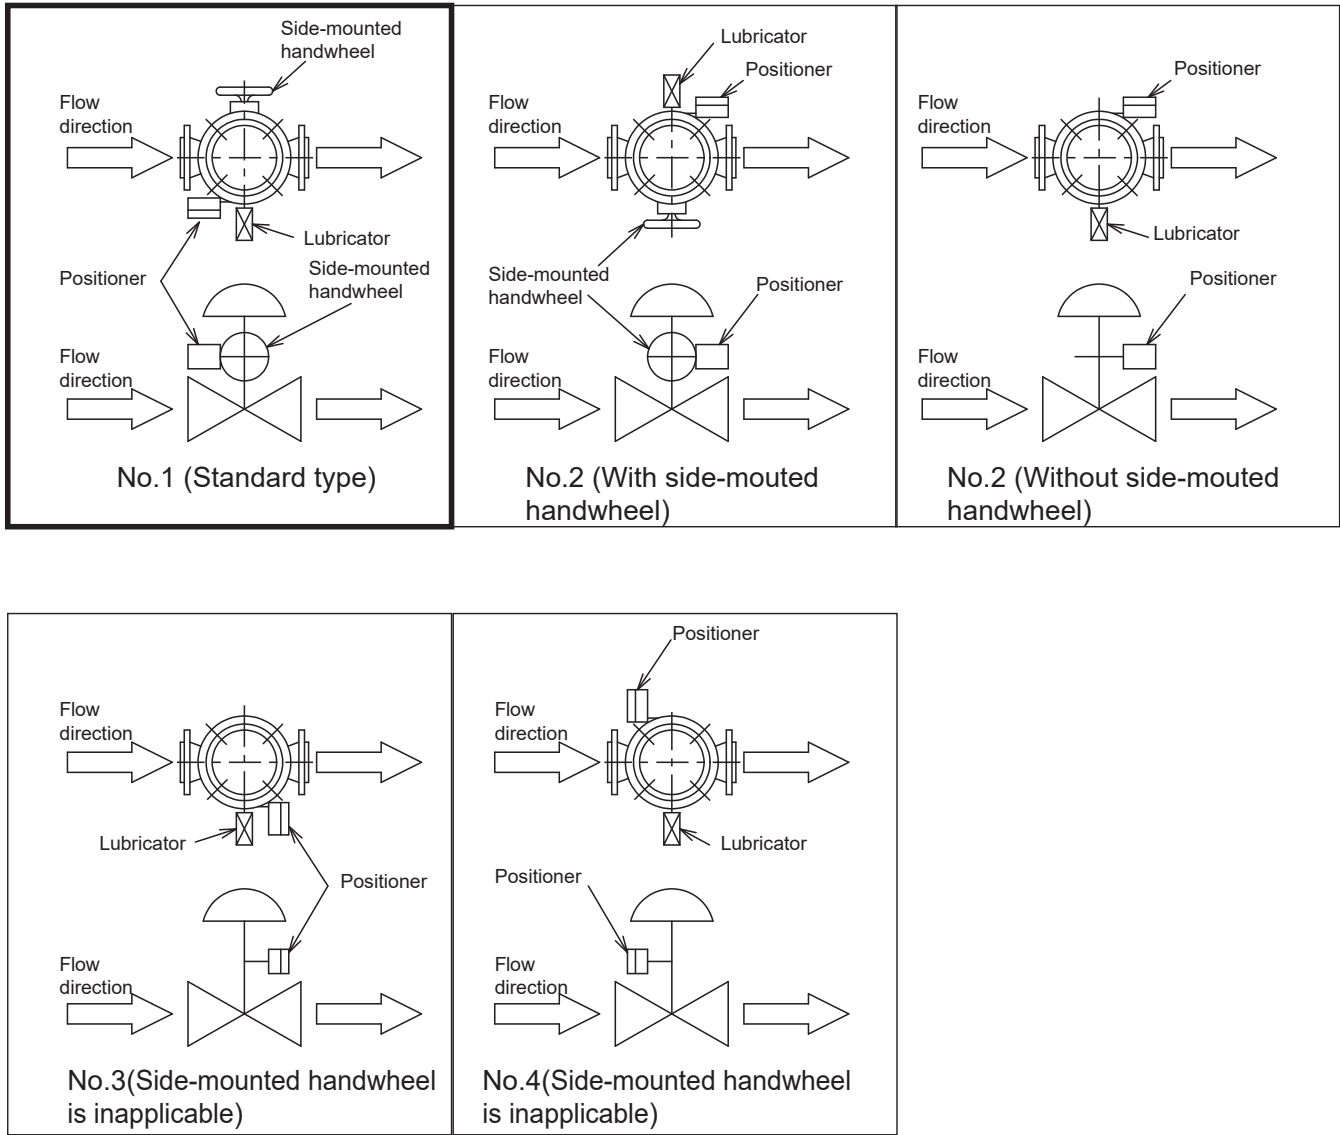 Side-mounted
handwheel
Flow
direction
Lubricator
Positioner
Side-mounted
handwheel
Flow
direction
No.1 (Standard type)
Lubricator
Positioner
Flow
direction
Side-mounted
handwheel
Positioner
Flow
direction
No.2 (With side-mouted
handwheel)
Positioner
Flow
direction
Lubricator
Positioner
Flow
direction
No.2 (Without side-mouted
handwheel)
Flow
direction
Lubricator
Positioner
Flow
direction
No.3(Side-mounted handwheel
is inapplicable)
Positioner
Flow
direction
Lubricator
Positioner
Flow
direction
No.4(Side-mounted handwheel
is inapplicable)